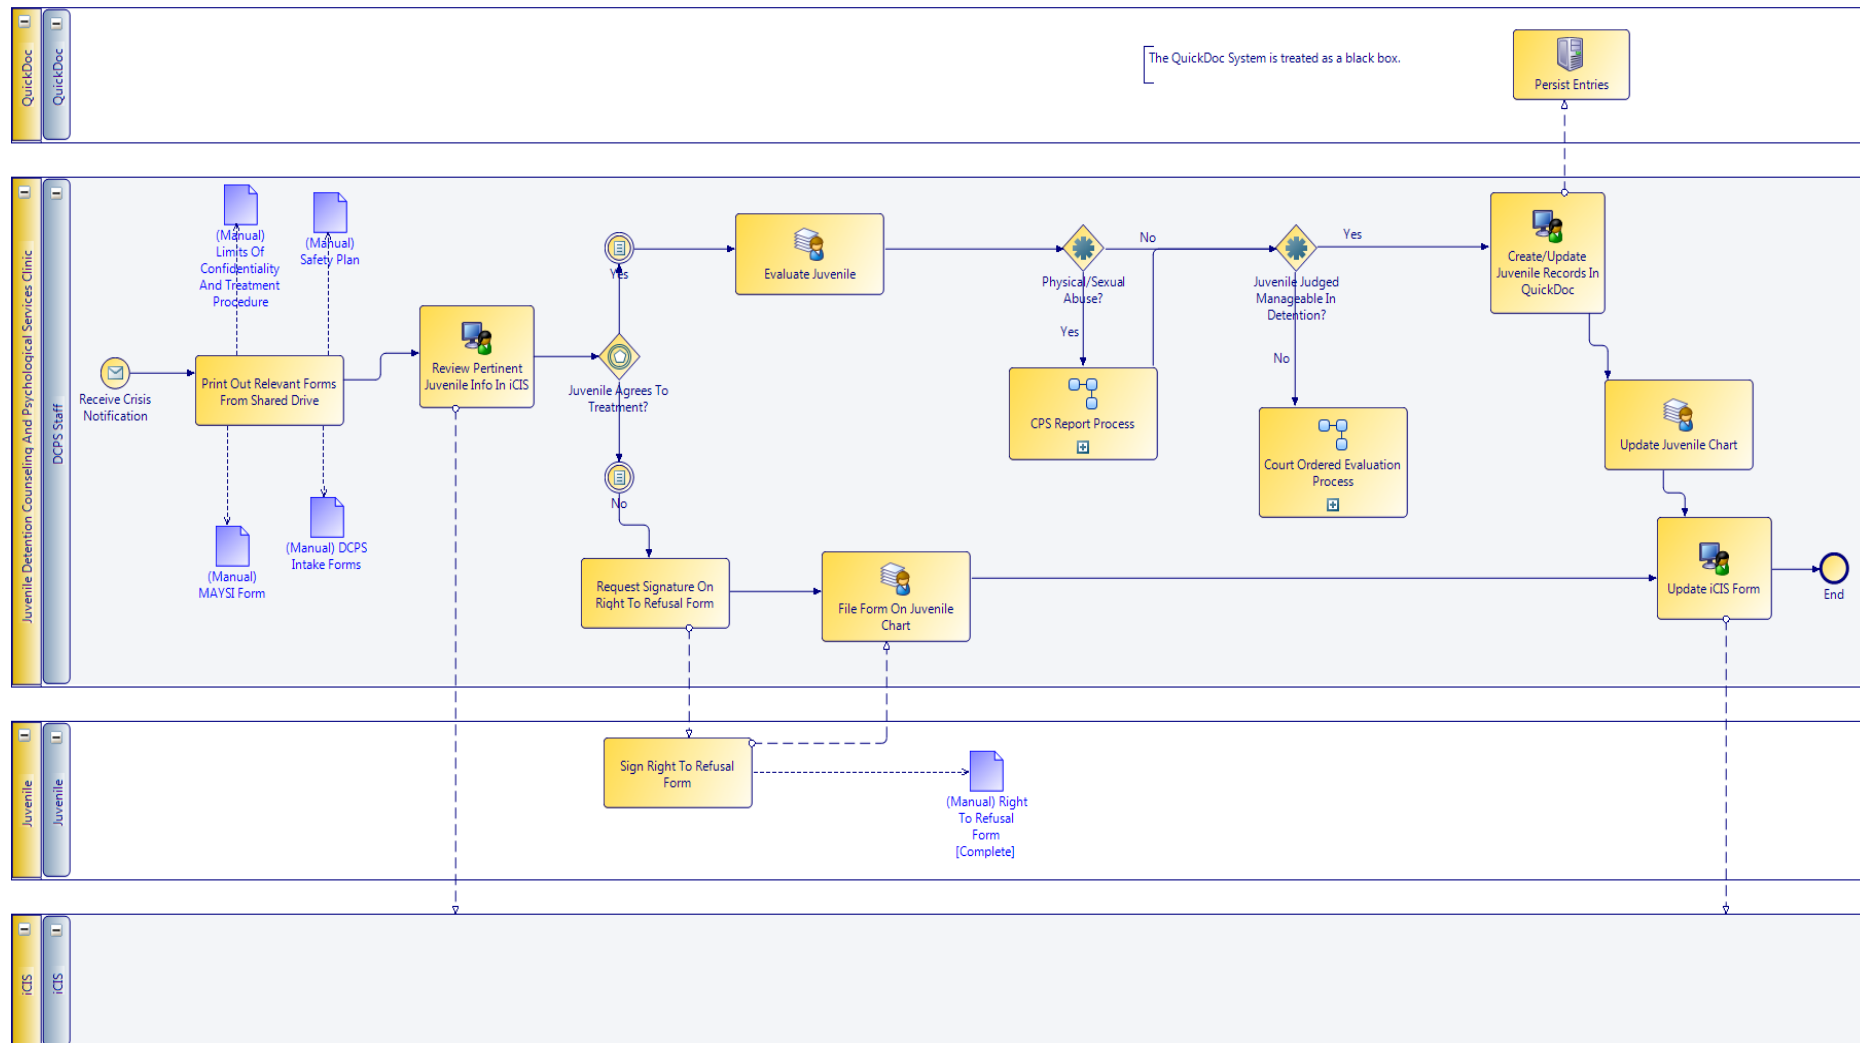 QuickDoc
QuickDoc
The QuickDoc System is treated as a black box.
Persist Entries
Juvenile Detention Counseling And Psychological Services Clinic
DCPS Staff
Receive Crisis
Notification
(Manual)
Limits Of
Confidentiality
And Treatment
Procedure
(Manual)
Safety Plan
Print Out Relevant Forms
From Shared Drive
(Manual)
MAYSI Form
(Manual) DCPS
Intake Forms
Review Pertinent
Juvenile Info In iCIS
Juvenile Agrees To
Treatment?
Yes
No
Evaluate Juvenile
Physical/Sexual
Abuse?
No
Yes
CPS Report Process
Juvenile Judged
Manageable In
Detention?
Yes
No
Court Ordered Evaluation
Process
Create/Update
Juvenile Records In
QuickDoc
Update Juvenile Chart
Request Signature On
Right To Refusal Form
File Form On Juvenile
Chart
Update iCIS Form
End
Juvenile
Juvenile
Sign Right To Refusal
Form
(Manual) Right
To Refusal
Form
[Complete]
iCIS
iCIS